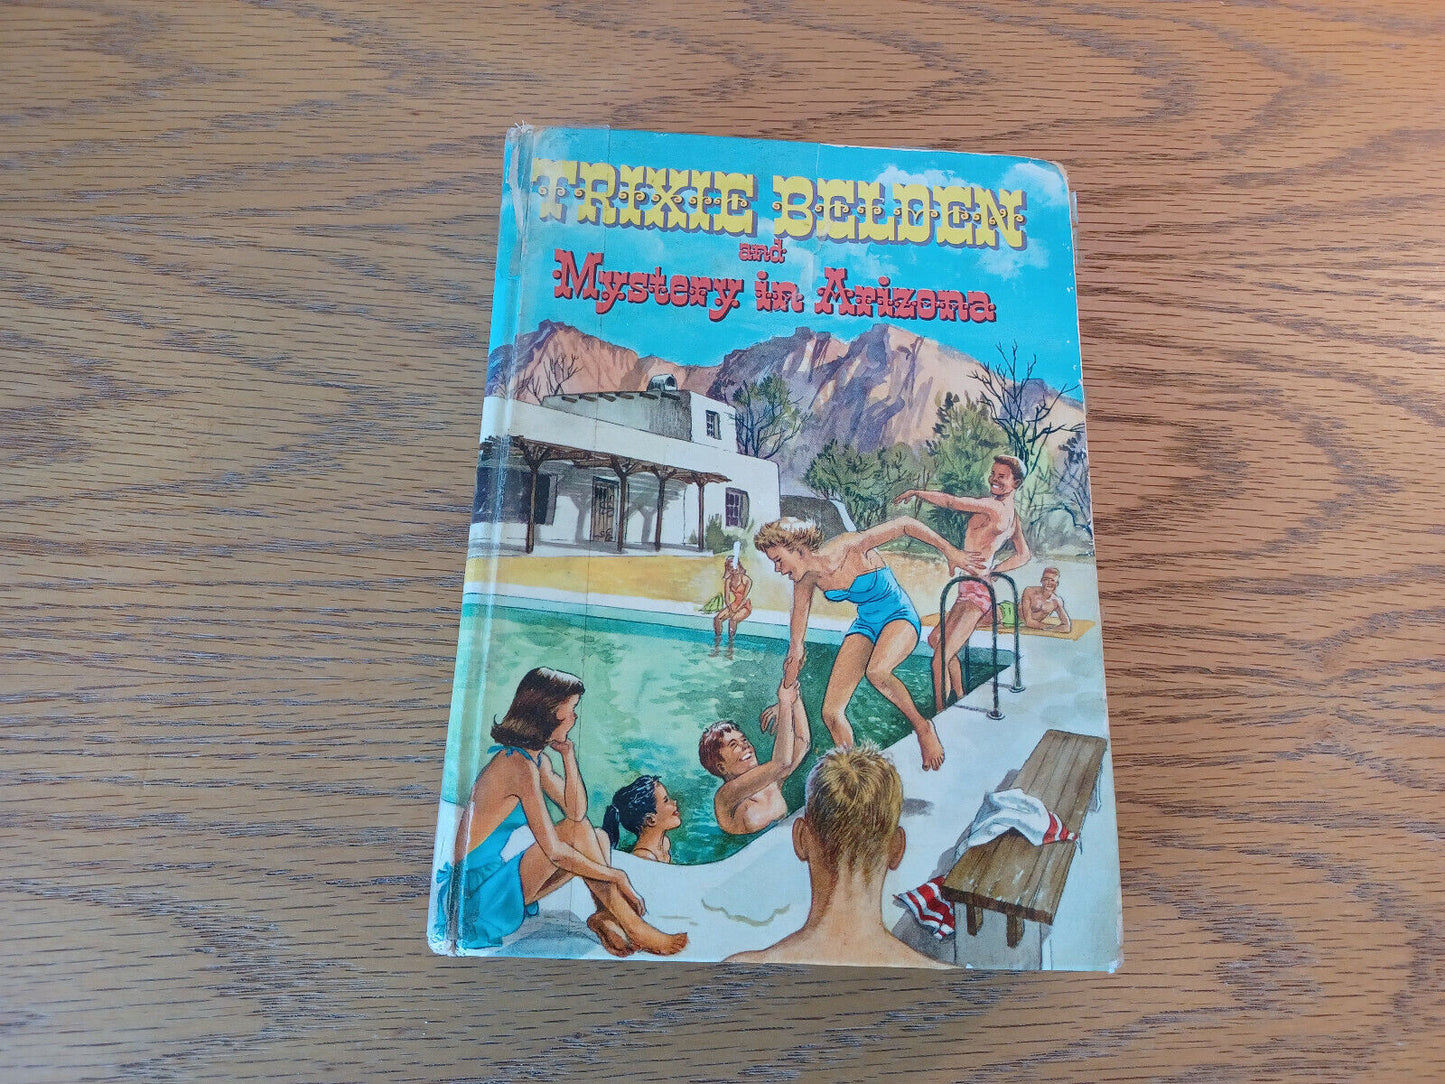 TRIXIE BELDEN
and
Mystery in Arizona